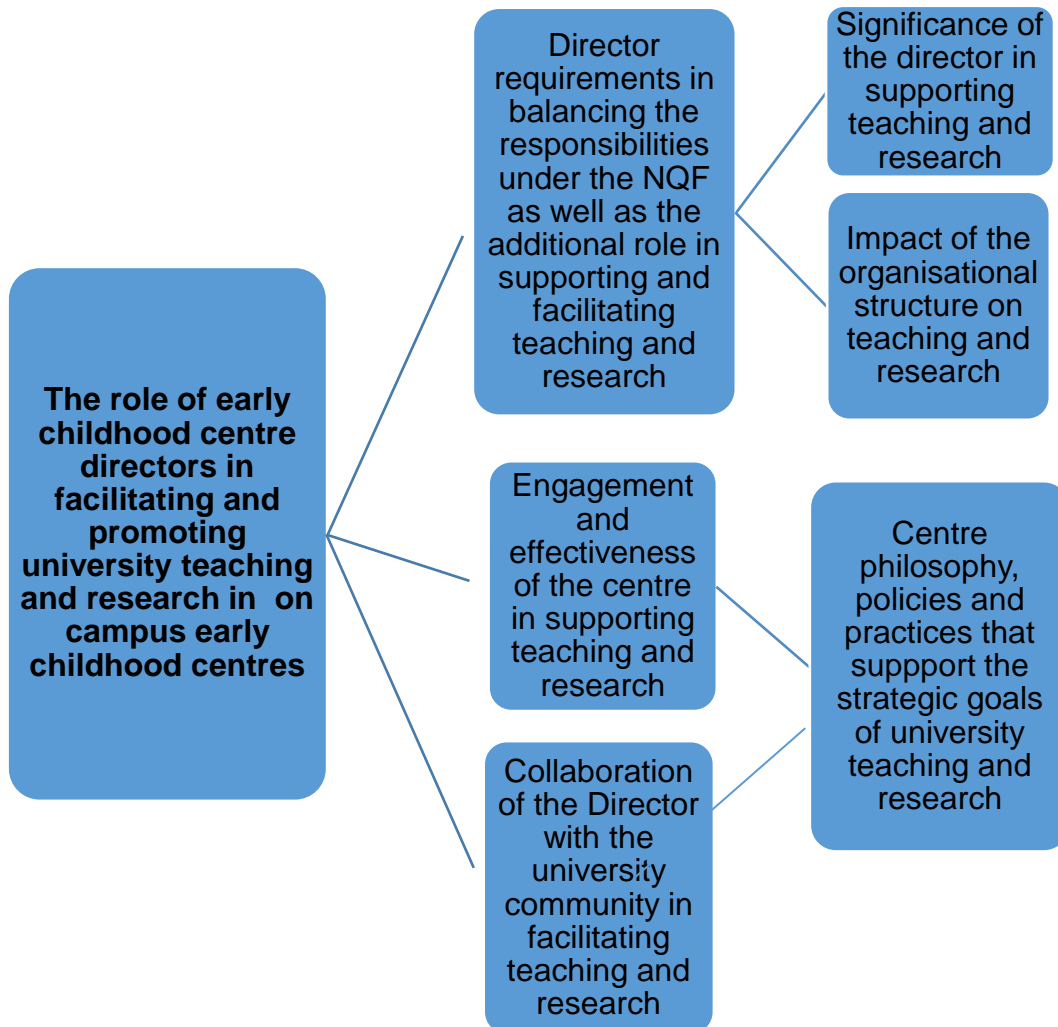 The role of early
childhood centre
directors in
facilitating and
promoting
university teaching
and research in  on
campus early
childhood centres
Director
requirements in
balancing the
responsibilities
under the NQF
as well as the
additional role in
supporting and
facilitating
teaching and
research
Significance of
the director in
supporting
teaching and
research
Impact of the
organisational
structure on
teaching and
research
Engagement
and
effectiveness
of the centre
in supporting
teaching and
research
Collaboration
of the Director
with the
university
community in
facilitating
teaching and
research
Centre
philosophy,
policies and
practices that
suppport the
strategic goals
of university
teaching and
research